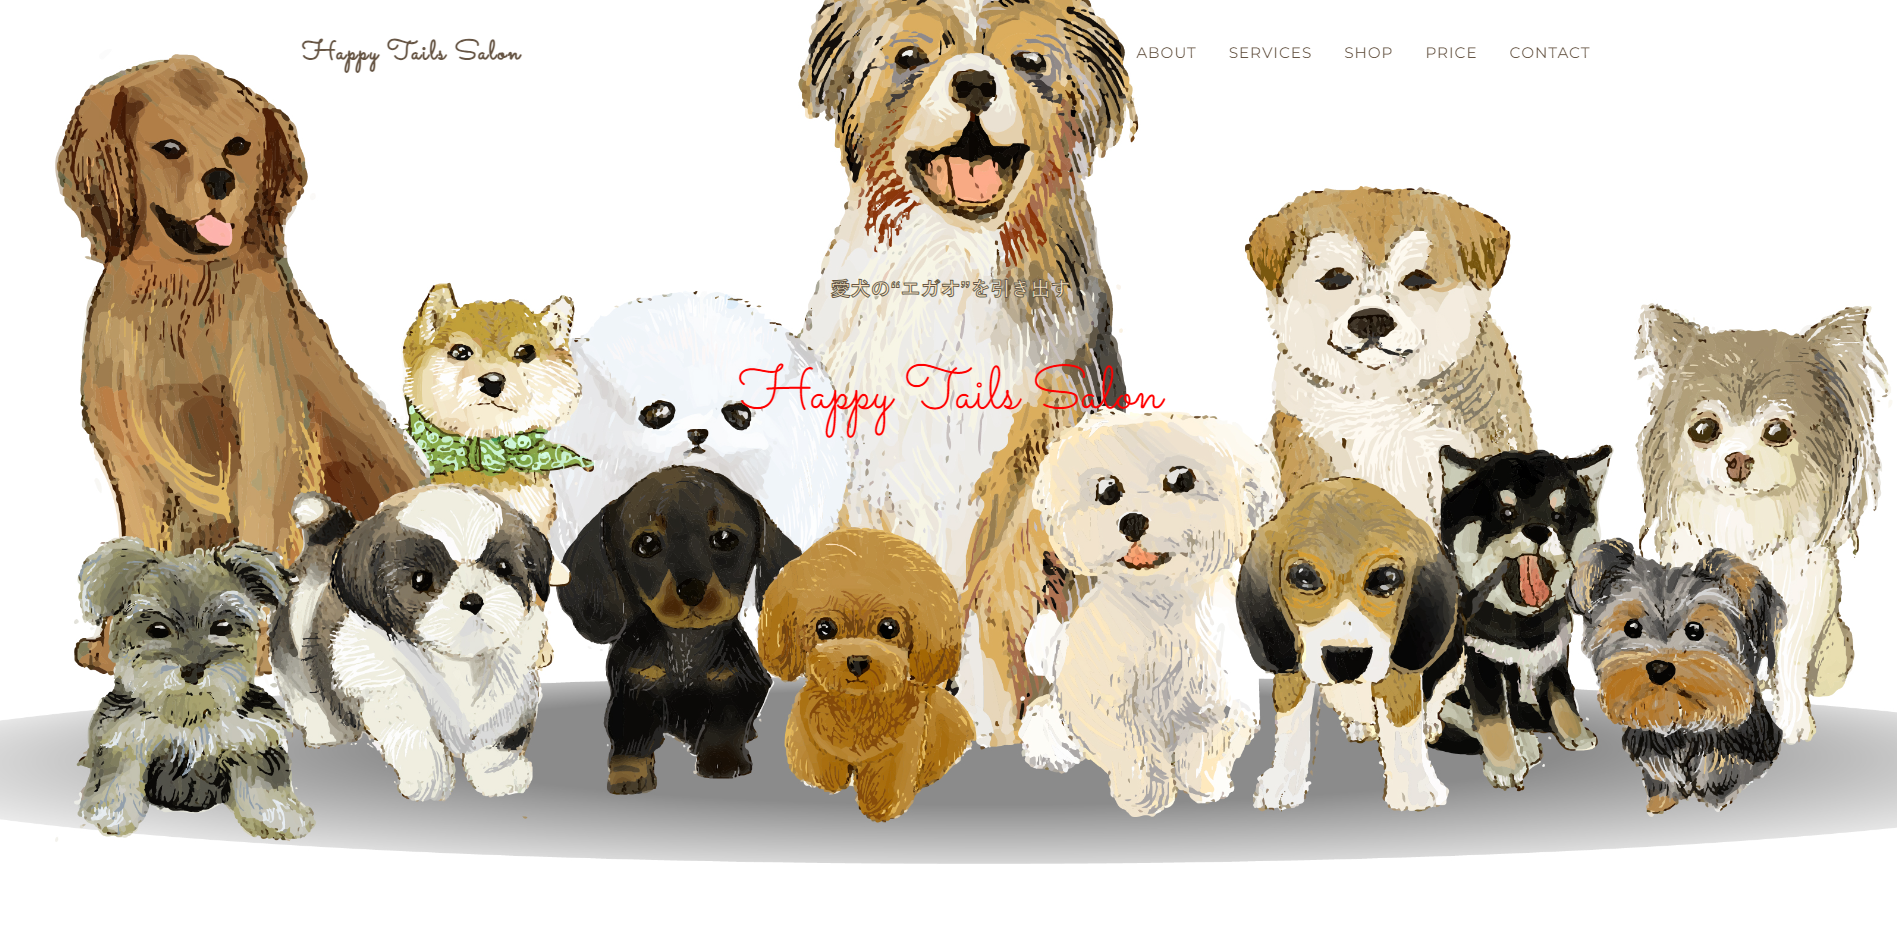 Happy Tails Salon
ABOUT SERVICES SHOP PRICE CONTACT
愛犬の“エガオ”を引き出す
Happy Tails Salon